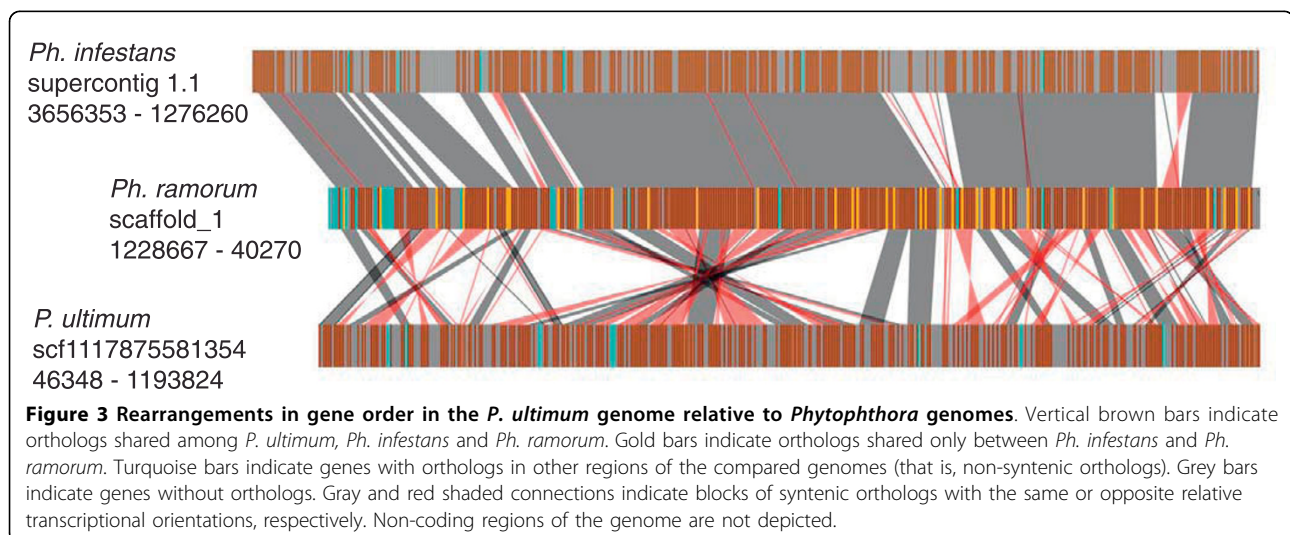 Ph. infestans
supercontig 1.1
3656353 - 1276260
Ph. ramorum
scaffold_1
1228667 - 40270
P. ultimum
scf1117875581354
46348 - 1193824
Figure 3 Rearrangements in gene order in the P. ultimum genome relative to Phytophthora genomes. Vertical brown bars indicate
orthologs shared among P. ultimum, Ph. infestans and Ph. ramorum. Gold bars indicate orthologs shared only between Ph. infestans and Ph.
ramorum. Turquoise bars indicate genes with orthologs in other regions of the compared genomes (that is, non-syntenic orthologs). Grey bars
indicate genes without orthologs. Gray and red shaded connections indicate blocks of syntenic orthologs with the same or opposite relative
transcriptional orientations, respectively. Non-coding regions of the genome are not depicted.